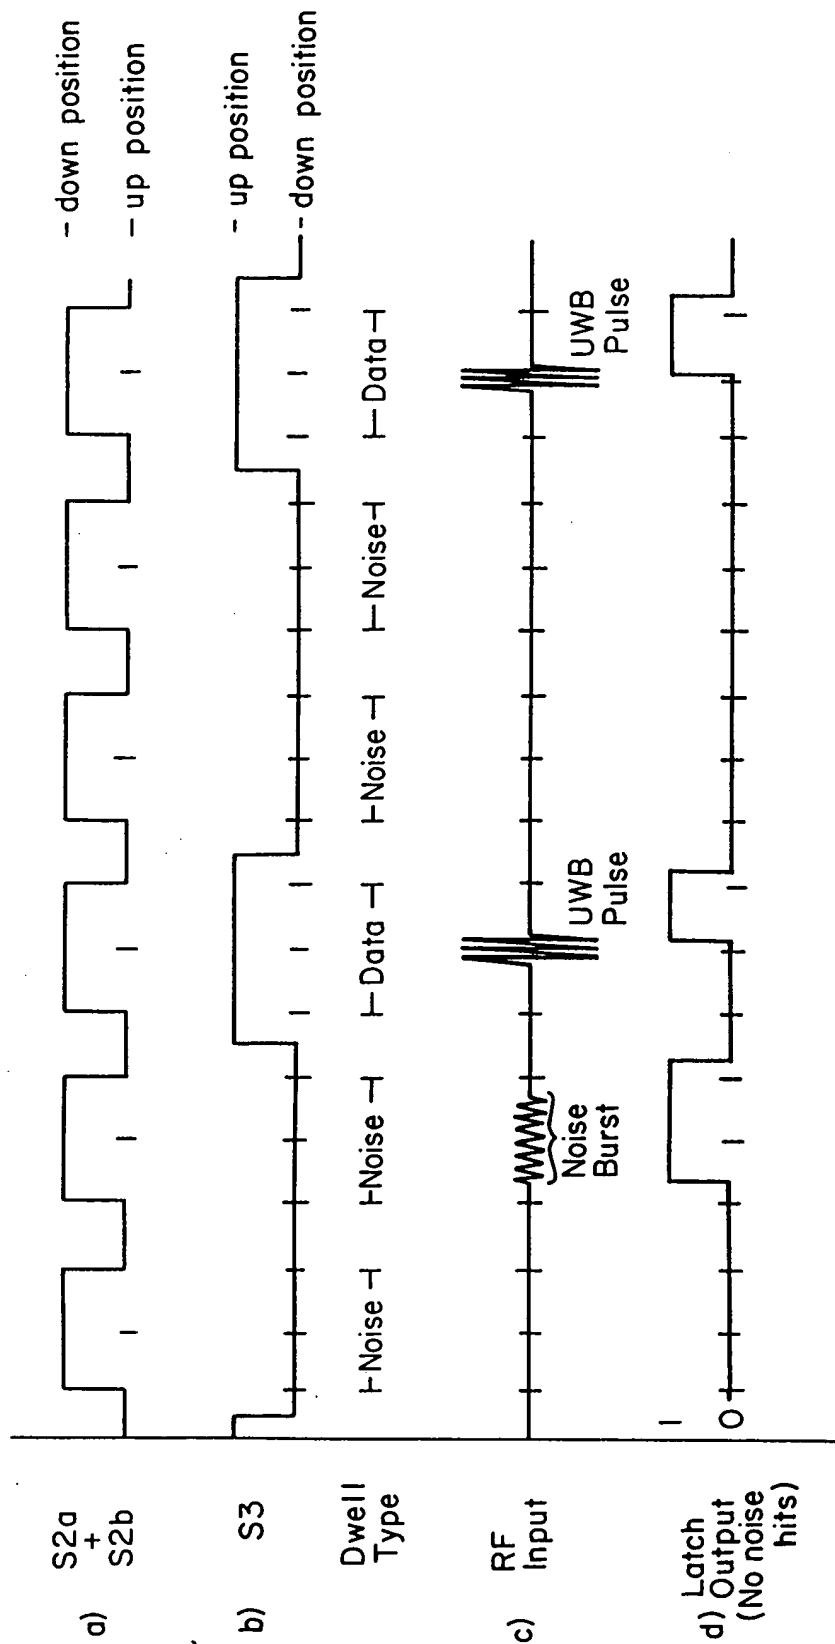 a) S2a
+
S2b
- down position
- up position
b) S3
- up position
-- down position
Dwell
Type
Noise
Noise
Data
Noise
Noise
Data
c) RF
Input
Noise
Burst
UWB
Pulse
UWB
Pulse
d) Latch
Output
(No noise
hits)
1
0